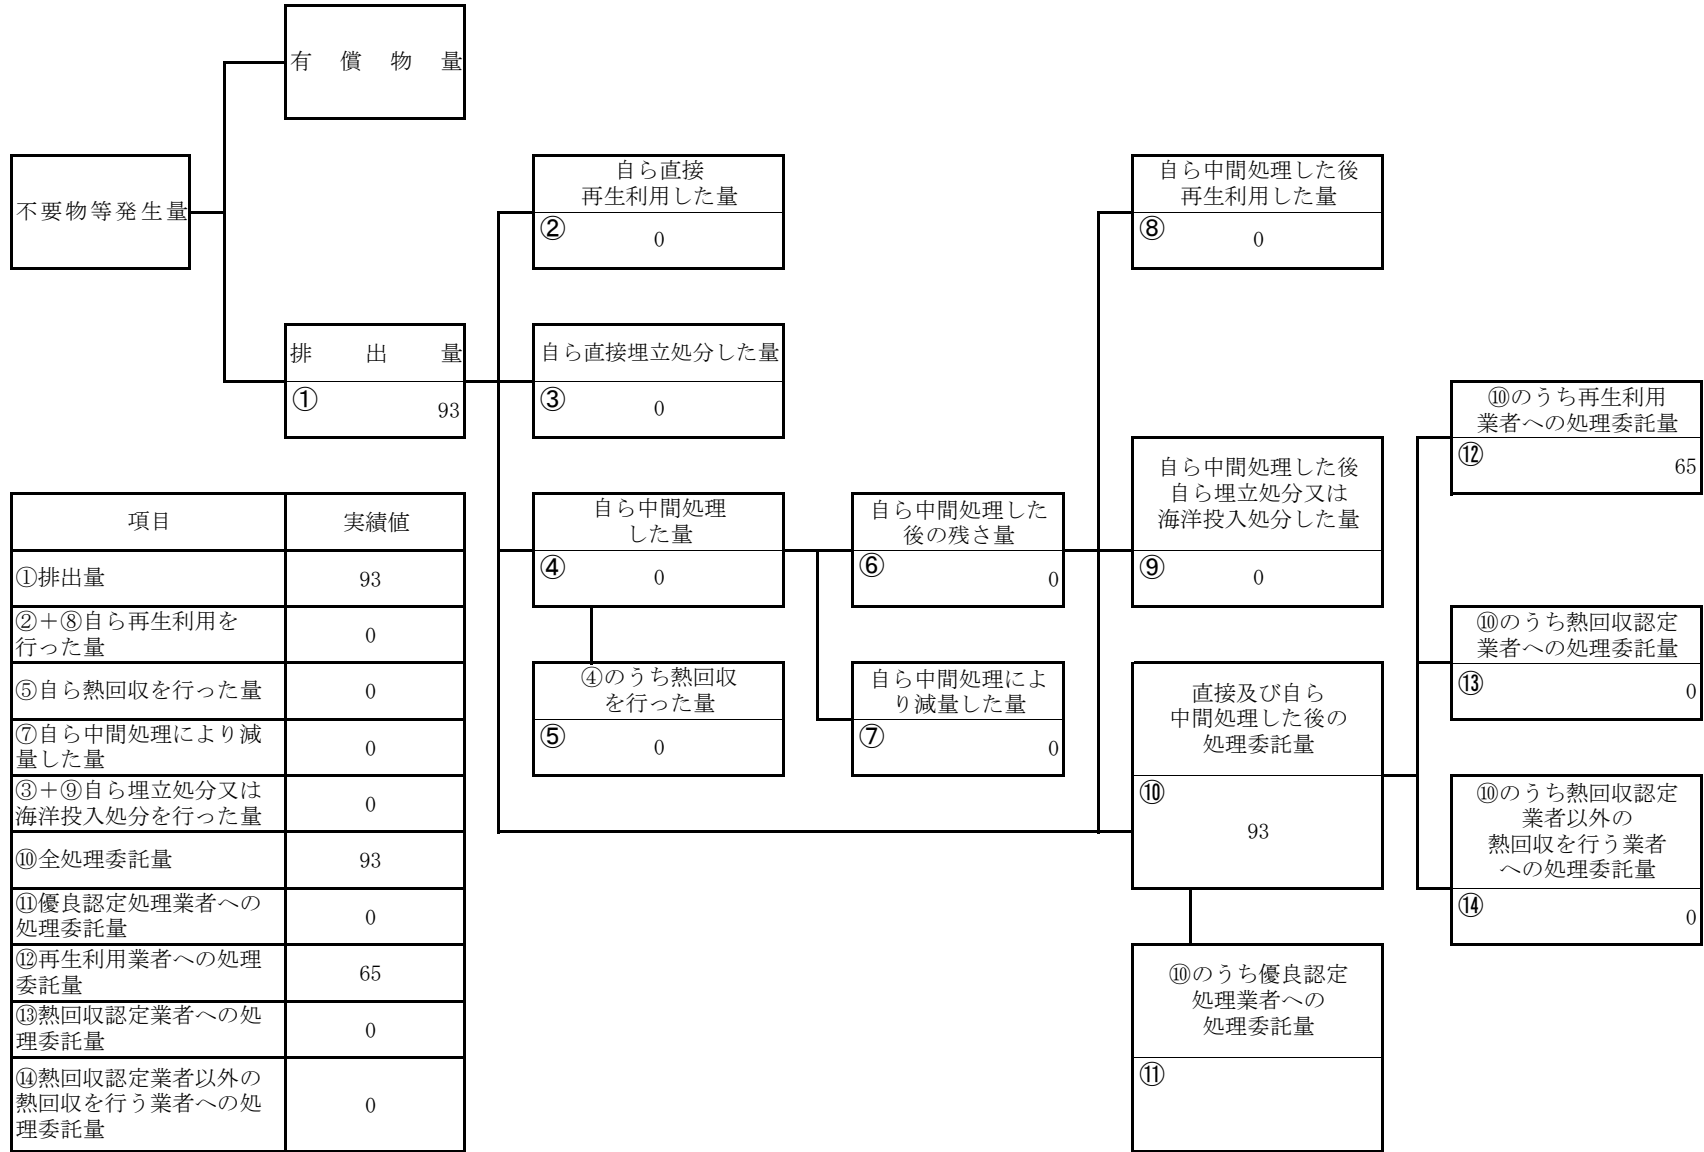 有償物量
不要物等発生量
排出量
①
93
自ら直接
再生利用した量
②
0
自ら直接埋立処分した量
③
0
自ら中間処理
した量
④
0
④のうち熱回収
を行った量
⑤
0
自ら中間処理した
後の残さ量
⑥
0
自ら中間処理によ
り減量した量
⑦
0
自ら中間処理した後
再生利用した量
⑧
0
自ら中間処理した後
自ら埋立処分又は
海洋投入処分した量
⑨
0
直接及び自ら
中間処理した後の
処理委託量
⑩
93
⑩のうち優良認定
処理業者への
処理委託量
⑪
⑩のうち再生利用
業者への処理委託量
⑫
65
⑩のうち熱回収認定
業者への処理委託量
⑬
0
⑩のうち熱回収認定
業者以外の
熱回収を行う業者
への処理委託量
⑭
0
項目 実績値
①排出量 93
②＋⑧自ら再生利用を
行った量
0
⑤自ら熱回収を行った量 0
⑦自ら中間処理により減
量した量
0
③＋⑨自ら埋立処分又は
海洋投入処分を行った量
0
⑩全処理委託量 93
⑪優良認定処理業者への
処理委託量
0
⑫再生利用業者への処理
委託量
65
⑬熱回収認定業者への処
理委託量
0
⑭熱回収認定業者以外の
熱回収を行う業者への処
理委託量
0